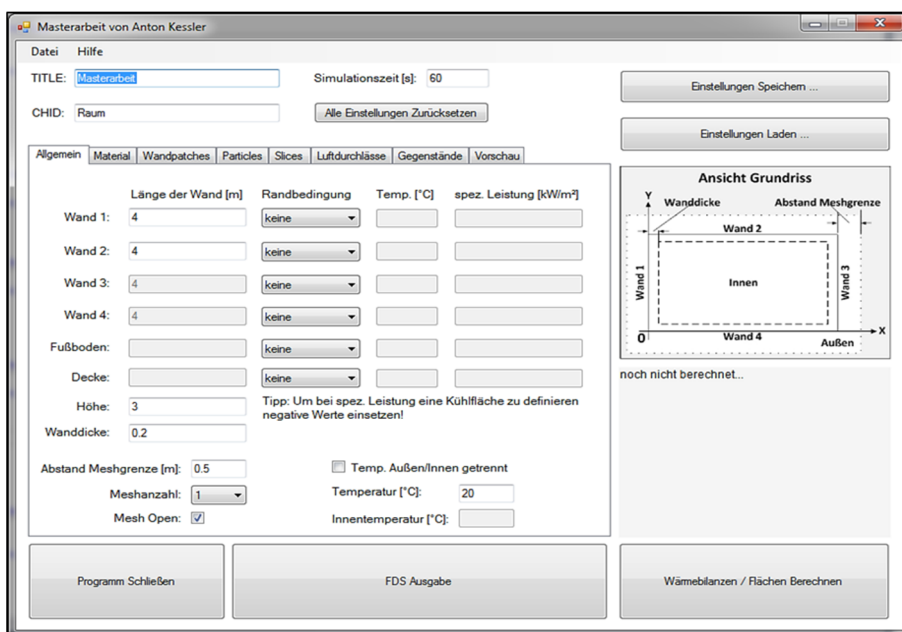 Masterarbeit von Anton Kessler
Datei Hilfe
TITLE: Masterarbeit Simulationszeit [s]: 60 Einstellungen Speichern ...
CHID: Raum Alle Einstellungen Zurücksetzen Einstellungen Laden ...
Allgemein Material Wandpatches Particles Slices Luftdurchlässe Gegenstände Vorschau
Länge der Wand [m] Randbedingung Temp. [°C] spez. Leistung [kW/m²]
Wand 1: 4 keine
Wand 2: 4 keine
Wand 3: 4 keine
Wand 4: 4 keine
Fußboden: keine
Decke: keine
Höhe: 3
Tipp: Um bei spez. Leistung eine Kühlfläche zu definieren
negative Werte einsetzen!
Wanddicke: 0.2
Abstand Meshgrenze [m]: 0.5 Temp. Außen/Innen getrennt
Meshanzahl: 1 Temperatur [°C]: 20
Mesh Open: Innentemperatur [°C]:
Ansicht Grundriss
Y Wanddicke Abstand Meshgrenze
Wand 2
Wand 1 Innen Wand 3
0 Wand 4 X
Außen
noch nicht berechnet...
Programm Schließen FDS Ausgabe Wärmebilanzen / Flächen Berechnen